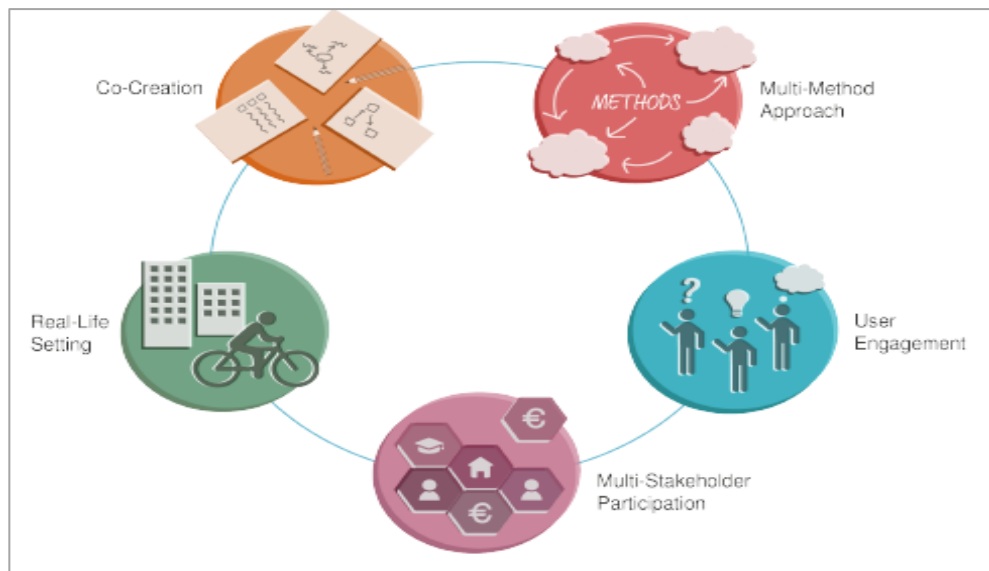 Co-Creation
METHODS
Multi-Method
Approach
Real-Life
Setting
?
User
Engagement
€
€
Multi-Stakeholder
Participation